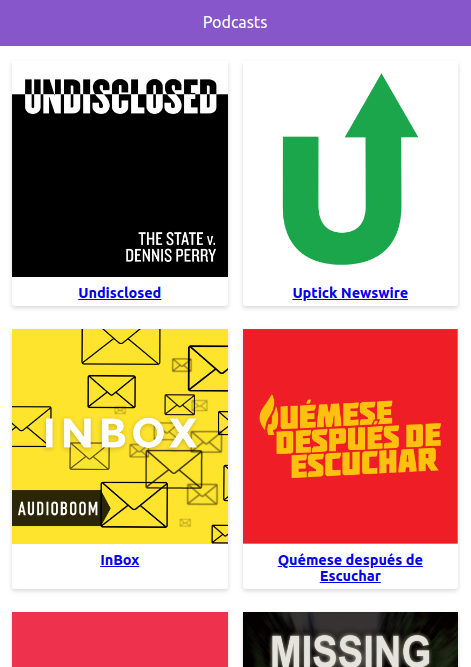 Podcasts
UNDISCLOSED
THE STATE v.
DENNIS PERRY
Undisclosed
Uptick Newswire
INBOX
AUDIOBOOM
InBox
QUÉMESE
DESPUÉS DE
ESCUCHAR
Quémese después de
Escuchar
MISSING